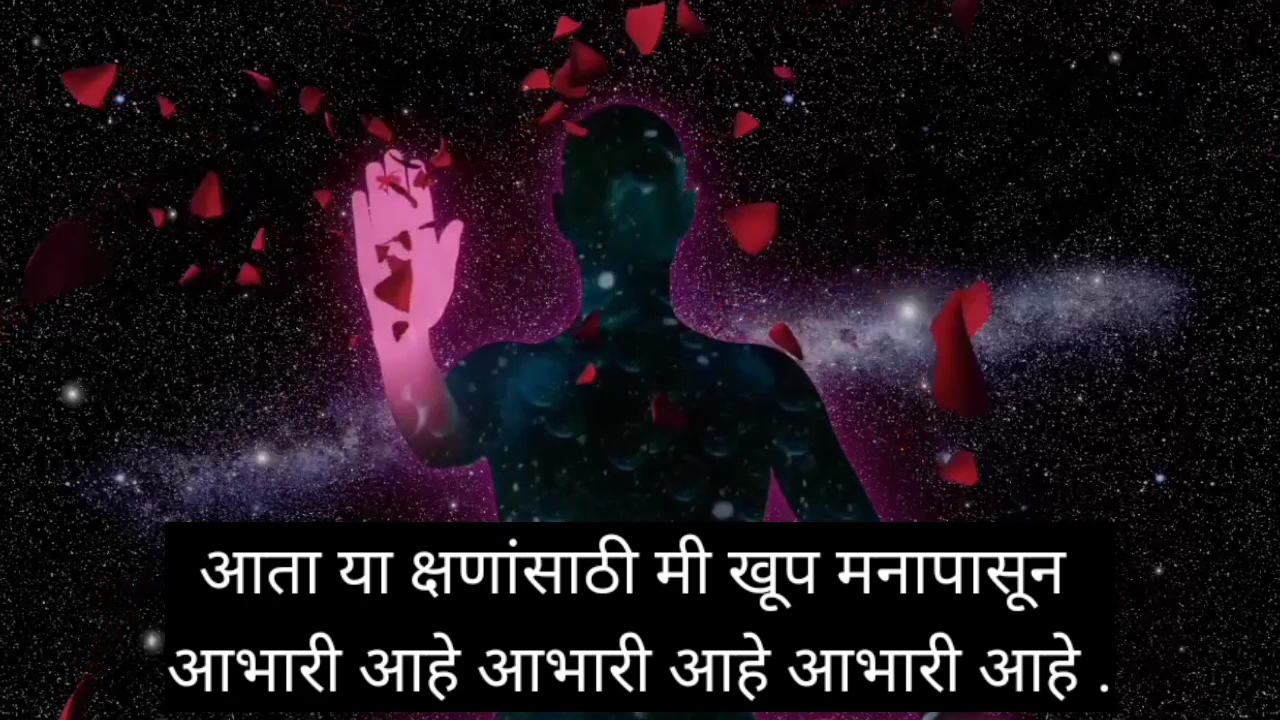 आता या क्षणांसाठी मी खूप मनापासून
आभारी आहे आभारी आहे आभारी आहे .